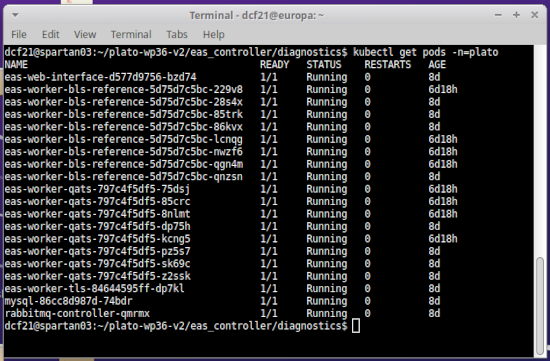 Terminal - dcf21@europa: ~
File Edit View Terminal Tabs Help
dcf21@spartan03:~/plato-wp36-v2/eas_controller/diagnostics$ kubectl get pods -n=plato
NAME READY STATUS RESTARTS AGE
eas-web-interface-d577d9756-bzd74 1/1 Running 0 8d
eas-worker-bls-reference-5d75d7c5bc-229v8 1/1 Running 0 6d18h
eas-worker-bls-reference-5d75d7c5bc-28s4x 1/1 Running 0 8d
eas-worker-bls-reference-5d75d7c5bc-85trk 1/1 Running 0 8d
eas-worker-bls-reference-5d75d7c5bc-86kvx 1/1 Running 0 8d
eas-worker-bls-reference-5d75d7c5bc-lcnqg 1/1 Running 0 6d18h
eas-worker-bls-reference-5d75d7c5bc-nwzf6 1/1 Running 0 6d18h
eas-worker-bls-reference-5d75d7c5bc-qgn4m 1/1 Running 0 6d18h
eas-worker-bls-reference-5d75d7c5bc-qnzsn 1/1 Running 0 8d
eas-worker-qats-797c4f5df5-75dsj 1/1 Running 0 6d18h
eas-worker-qats-797c4f5df5-85crc 1/1 Running 0 6d18h
eas-worker-qats-797c4f5df5-8nlmt 1/1 Running 0 6d18h
eas-worker-qats-797c4f5df5-dp75h 1/1 Running 0 8d
eas-worker-qats-797c4f5df5-kcng5 1/1 Running 0 6d18h
eas-worker-qats-797c4f5df5-pz5s7 1/1 Running 0 8d
eas-worker-qats-797c4f5df5-sk69c 1/1 Running 0 8d
eas-worker-qats-797c4f5df5-z2ssk 1/1 Running 0 8d
eas-worker-tls-84644595ff-dp7kl 1/1 Running 0 8d
mysql-86cc8d987d-74bdr 1/1 Running 0 8d
rabbitmq-controller-qmrmx 1/1 Running 0 8d
dcf21@spartan03:~/plato-wp36-v2/eas_controller/diagnostics$